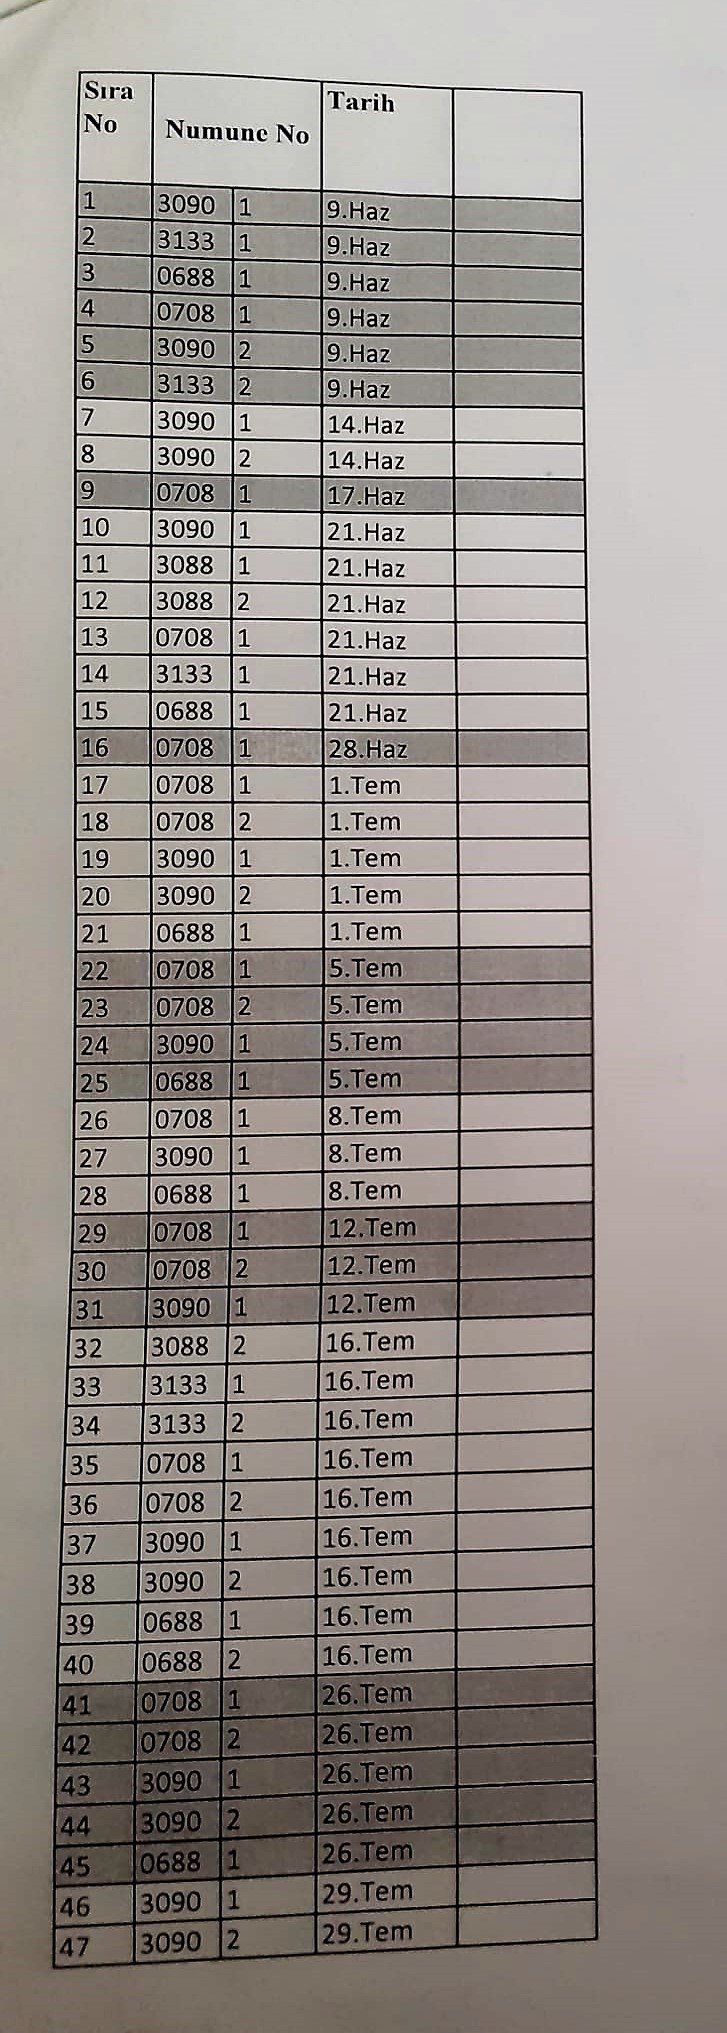 Sıra No Numune No Tarih
1 3090 1 9.Haz
2 3133 1 9.Haz
3 0688 1 9.Haz
4 0708 1 9.Haz
5 3090 2 9.Haz
6 3133 2 9.Haz
7 3090 1 14.Haz
8 3090 2 14.Haz
9 0708 1 17.Haz
10 3090 1 21.Haz
11 3088 1 21.Haz
12 3088 2 21.Haz
13 0708 1 21.Haz
14 3133 1 21.Haz
15 0688 1 21.Haz
16 0708 1 28.Haz
17 0708 1 1.Tem
18 0708 2 1.Tem
19 3090 1 1.Tem
20 3090 2 1.Tem
21 0688 1 1.Tem
22 0708 1 5.Tem
23 0708 2 5.Tem
24 3090 1 5.Tem
25 0688 1 5.Tem
26 0708 1 8.Tem
27 3090 1 8.Tem
28 0688 1 8.Tem
29 0708 1 12.Tem
30 0708 2 12.Tem
31 3090 1 12.Tem
32 3088 2 16.Tem
33 3133 1 16.Tem
34 3133 2 16.Tem
35 0708 1 16.Tem
36 0708 2 16.Tem
37 3090 1 16.Tem
38 3090 2 16.Tem
39 0688 1 16.Tem
40 0688 2 16.Tem
41 0708 1 26.Tem
42 0708 2 26.Tem
43 3090 1 26.Tem
44 3090 2 26.Tem
45 0688 1 26.Tem
46 3090 1 29.Tem
47 3090 2 29.Tem